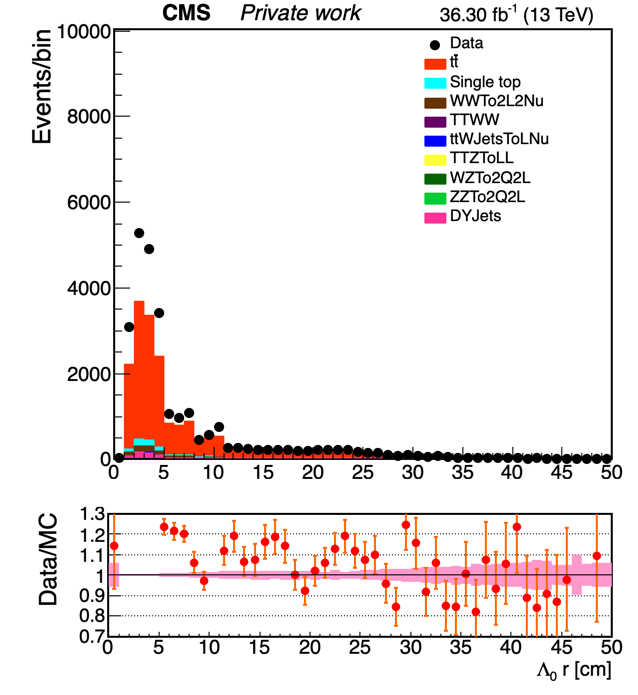 CMS Private work 36.30 fb⁻¹ (13 TeV)
Events/bin
10000
8000
6000
4000
2000
0
Data
tt̄
Single top
WWTo2L2Nu
TTWW
ttWJetsToLNu
TTZToLL
WZTo2Q2L
ZZTo2Q2L
DYJets
0 5 10 15 20 25 30 35 40 45 50
Data/MC
1.3
1.2
1.1
1
0.9
0.8
0.7
0 5 10 15 20 25 30 35 40 45 50
Λ₀ r [cm]